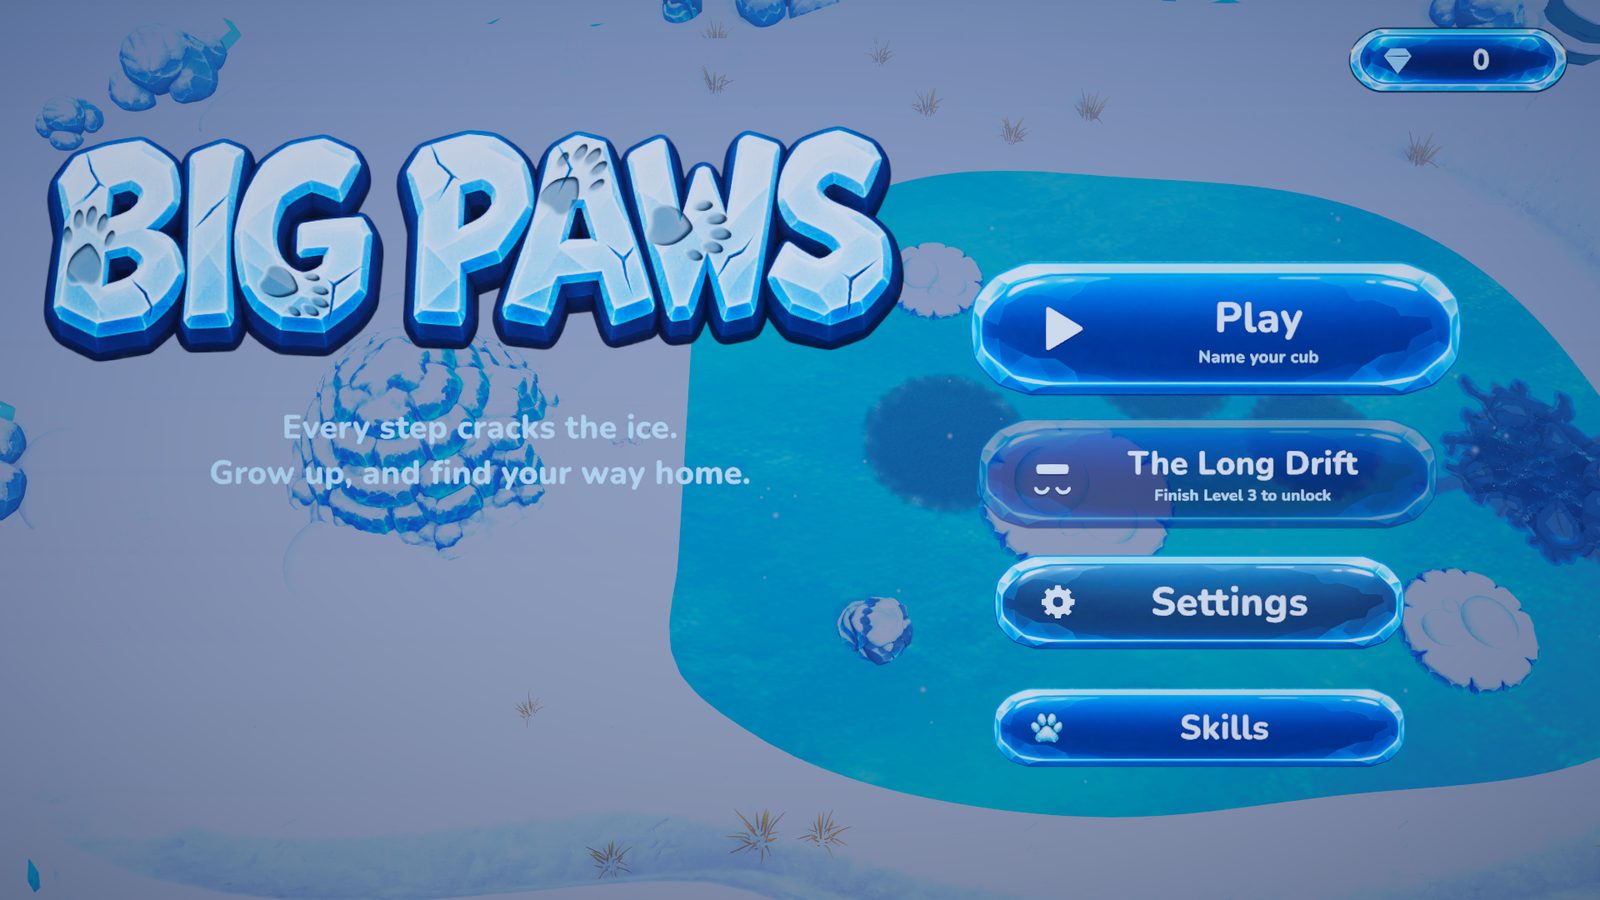 0
BIG PAWS
Every step cracks the ice.
Grow up, and find your way home.
Play
Name your cub
The Long Drift
Finish Level 3 to unlock
Settings
Skills